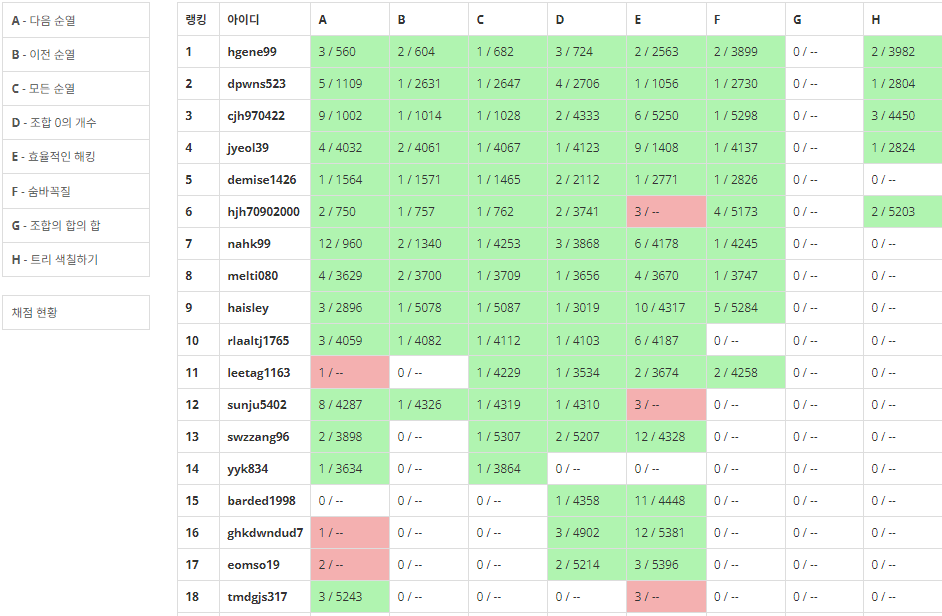 A - 다음 순열
B - 이전 순열
C - 모든 순열
D - 조합 0의 개수
E - 효율적인 해킹
F - 숨바꼭질
G - 조합의 합의 합
H - 트리 색칠하기
채점 현황
랭킹 아이디 A B C D E F G H
1 hgene99 3 / 560 2 / 604 1 / 682 3 / 724 2 / 2563 2 / 3899 0 / -- 2 / 3982
2 dpwns523 5 / 1109 1 / 2631 1 / 2647 4 / 2706 1 / 1056 1 / 2730 0 / -- 1 / 2804
3 cjh970422 9 / 1002 1 / 1014 1 / 1028 2 / 4333 6 / 5250 1 / 5298 0 / -- 3 / 4450
4 jyeol39 4 / 4032 2 / 4061 1 / 4067 1 / 4123 9 / 1408 1 / 4137 0 / -- 1 / 2824
5 demise1426 1 / 1564 1 / 1571 1 / 1465 2 / 2112 1 / 2771 1 / 2826 0 / -- 0 / --
6 hjh70902000 2 / 750 1 / 757 1 / 762 2 / 3741 3 / -- 4 / 5173 0 / -- 2 / 5203
7 nahk99 12 / 960 2 / 1340 1 / 4253 3 / 3868 6 / 4178 1 / 4245 0 / -- 0 / --
8 melti080 4 / 3629 2 / 3700 1 / 3709 1 / 3656 4 / 3670 1 / 3747 0 / -- 0 / --
9 haisley 3 / 2896 1 / 5078 1 / 5087 1 / 3019 10 / 4317 5 / 5284 0 / -- 0 / --
10 rlaaltj1765 3 / 4059 1 / 4082 1 / 4112 1 / 4103 6 / 4187 0 / -- 0 / -- 0 / --
11 leetag1163 1 / -- 0 / -- 1 / 4229 1 / 3534 2 / 3674 2 / 4258 0 / -- 0 / --
12 sunju5402 8 / 4287 1 / 4326 1 / 4319 1 / 4310 3 / -- 0 / -- 0 / -- 0 / --
13 swzzang96 2 / 3898 0 / -- 1 / 5307 2 / 5207 12 / 4328 0 / -- 0 / -- 0 / --
14 yyk834 1 / 3634 0 / -- 1 / 3864 0 / -- 0 / -- 0 / -- 0 / -- 0 / --
15 barded1998 0 / -- 0 / -- 0 / -- 1 / 4358 11 / 4448 0 / -- 0 / -- 0 / --
16 ghkdwndud7 1 / -- 0 / -- 0 / -- 3 / 4902 12 / 5381 0 / -- 0 / -- 0 / --
17 eomso19 2 / -- 0 / -- 0 / -- 2 / 5214 3 / 5396 0 / -- 0 / -- 0 / --
18 tmdgjs317 3 / 5243 0 / -- 0 / -- 0 / -- 3 / -- 0 / -- 0 / -- 0 / --